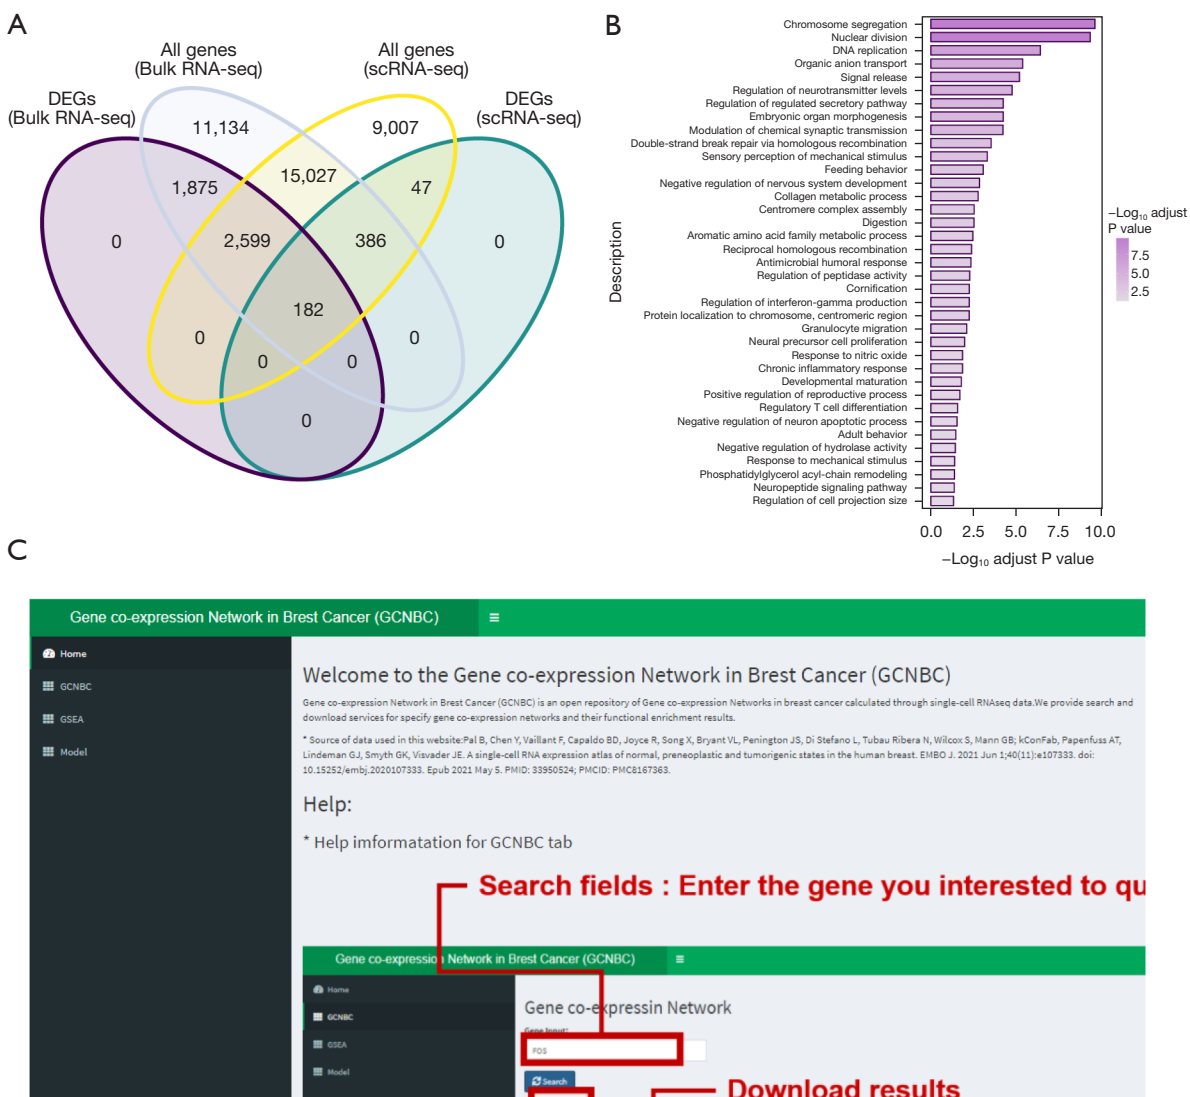 A
All genes
(Bulk RNA-seq)
All genes
(scRNA-seq)
DEGs
(Bulk RNA-seq)
DEGs
(scRNA-seq)
11,134
9,007
1,875
15,027
47
0
2,599
386
0
182
0
0
0
0
0
B
Description
Chromosome segregation
Nuclear division
DNA replication
Organic anion transport
Signal release
Regulation of neurotransmitter levels
Regulation of regulated secretory pathway
Embryonic organ morphogenesis
Modulation of chemical synaptic transmission
Double-strand break repair via homologous recombination
Sensory perception of mechanical stimulus
Feeding behavior
Negative regulation of nervous system development
Collagen metabolic process
Centromere complex assembly
Digestion
Aromatic amino acid family metabolic process
Reciprocal homologous recombination
Antimicrobial humoral response
Regulation of peptidase activity
Cornification
Regulation of interferon-gamma production
Protein localization to chromosome, centromeric region
Granulocyte migration
Neural precursor cell proliferation
Response to nitric oxide
Chronic inflammatory response
Developmental maturation
Positive regulation of reproductive process
Regulatory T cell differentiation
Negative regulation of neuron apoptotic process
Adult behavior
Negative regulation of hydrolase activity
Response to mechanical stimulus
Phosphatidylglycerol acyl-chain remodeling
Neuropeptide signaling pathway
Regulation of cell projection size
0.0 2.5 5.0 7.5 10.0
−Log₁₀ adjust P value
−Log₁₀ adjust
P value
7.5
5.0
2.5
C
Gene co-expression Network in Brest Cancer (GCNBC)
Home
GCNBC
GSEA
Model
Welcome to the Gene co-expression Network in Brest Cancer (GCNBC)
Gene co-expression Network in Brest Cancer (GCNBC) is an open repository of Gene co-expression Networks in breast cancer calculated through single-cell RNAseq data.We provide search and
download services for specify gene co-expression networks and their functional enrichment results.
* Source of data used in this website:Pal B, Chen Y, Vaillant F, Capaldo BD, Joyce R, Song X, Bryant VL, Penington JS, Di Stefano L, Tubau Ribera N, Wilcox S, Mann GB; kConFab, Papenfuss AT,
Lindeman GJ, Smyth GK, Visvader JE. A single-cell RNA expression atlas of normal, preneoplastic and tumorigenic states in the human breast. EMBO J. 2021 Jun 1;40(11):e107333. doi:
10.15252/embj.2020107333. Epub 2021 May 5. PMID: 33950524; PMCID: PMC8167363.
Help:
* Help imformatation for GCNBC tab
Search fields : Enter the gene you interested to qu
Gene co-expression Network in Brest Cancer (GCNBC)
Home
GCNBC
GSEA
Model
Gene co-expressin Network
Gene Input:
FOS
Search
Download results